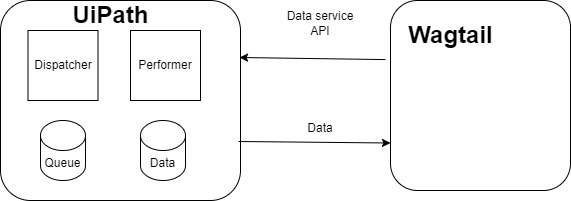 UiPath
Dispatcher
Performer
Queue
Data
Data service
API
Data
Wagtail